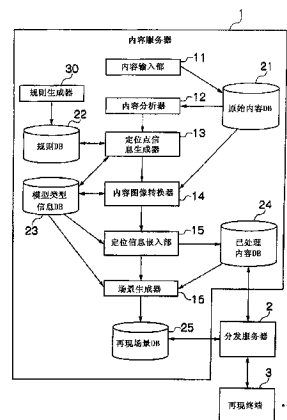 1
内容服务器
11
内容输入部
21
30
规则生成器
12
内容分析器
原始内容DB
22
13
规则DB
定位点信
息生成器
模型类型
信息DB
内容图像转换器
14
23
24
15
定位信息嵌入部
已处理
内容DB
场景生成器
16
2
25
再现场景DB
分发服务器
3
再现终端